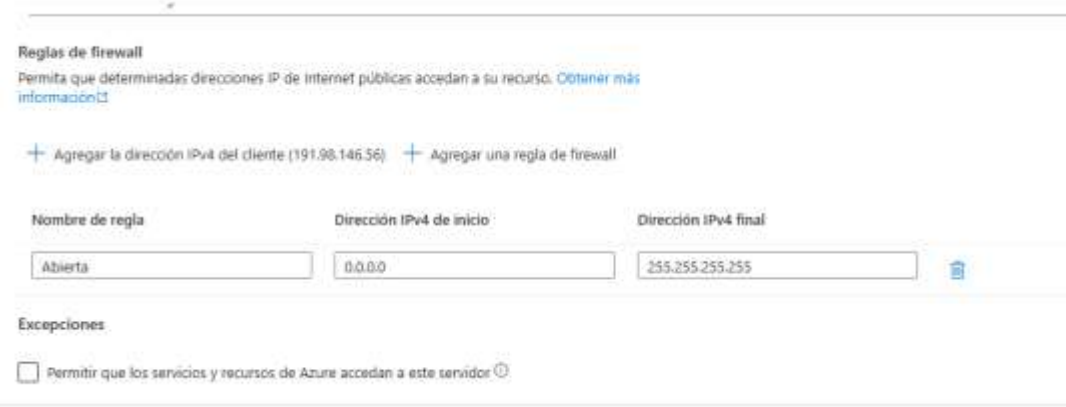 Reglas de firewall
Permita que determinadas direcciones IP de Internet públicas accedan a su recurso. Obtener más
información
Agregar la dirección IPv4 del cliente (191.98.146.56) Agregar una regla de firewall
Nombre de regla Dirección IPv4 de inicio Dirección IPv4 final
Abierta 0.0.0.0 255.255.255.255
Excepciones
Permitir que los servicios y recursos de Azure accedan a este servidor